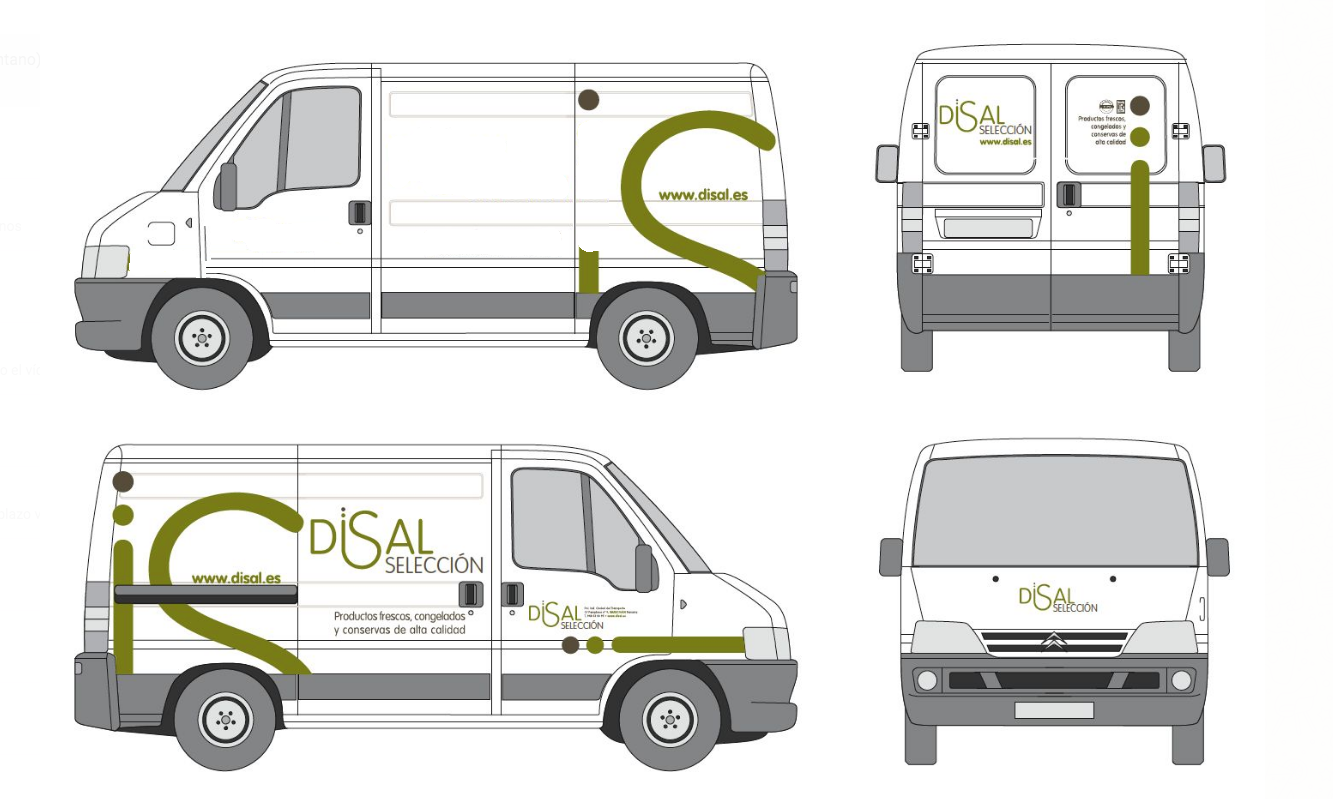 www.disal.es
DiSAL
SELECCIÓN
www.disal.es
Productos frescos,
congelados y
conservas de
alta calidad
DiSAL
SELECCIÓN
www.disal.es
Productos frescos, congelados
y conservas de alta calidad
DiSAL
SELECCIÓN
DiSAL
SELECCIÓN